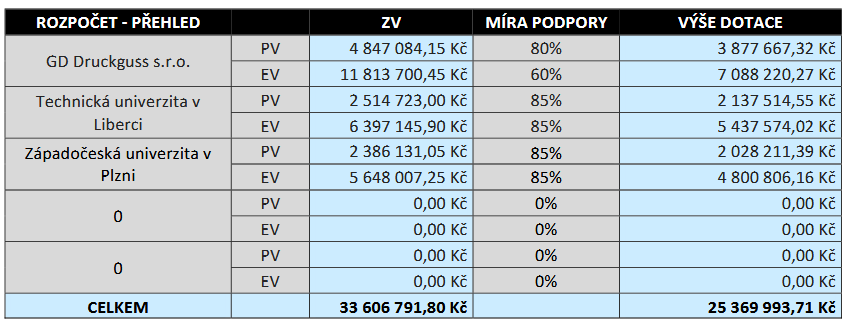 ROZPOČET - PŘEHLED ZV MÍRA PODPORY VÝŠE DOTACE
GD Druckguss s.r.o. PV 4 847 084,15 Kč 80% 3 877 667,32 Kč
EV 11 813 700,45 Kč 60% 7 088 220,27 Kč
Technická univerzita v Liberci PV 2 514 723,00 Kč 85% 2 137 514,55 Kč
EV 6 397 145,90 Kč 85% 5 437 574,02 Kč
Západočeská univerzita v Plzni PV 2 386 131,05 Kč 85% 2 028 211,39 Kč
EV 5 648 007,25 Kč 85% 4 800 806,16 Kč
0 PV 0,00 Kč 0% 0,00 Kč
EV 0,00 Kč 0% 0,00 Kč
0 PV 0,00 Kč 0% 0,00 Kč
EV 0,00 Kč 0% 0,00 Kč
CELKEM 33 606 791,80 Kč 25 369 993,71 Kč